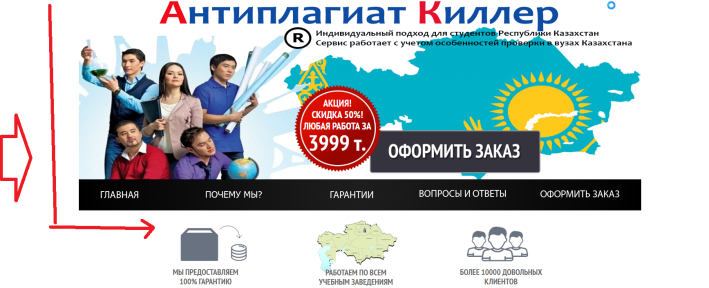 Антиплагиат Киллер
® Индивидуальный подход для студентов Республики Казахстан
Сервис работает с учетом особенностей проверки в вузах Казахстана
АКЦИЯ!
СКИДКА 50%!
ЛЮБАЯ РАБОТА ЗА
3999 т.
ОФОРМИТЬ ЗАКАЗ
ГЛАВНАЯ ПОЧЕМУ МЫ? ГАРАНТИИ ВОПРОСЫ И ОТВЕТЫ ОФОРМИТЬ ЗАКАЗ
МЫ ПРЕДОСТАВЛЯЕМ
100% ГАРАНТИЮ
РАБОТАЕМ ПО ВСЕМ
УЧЕБНЫМ ЗАВЕДЕНИЯМ
БОЛЕЕ 10000 ДОВОЛЬНЫХ
КЛИЕНТОВ